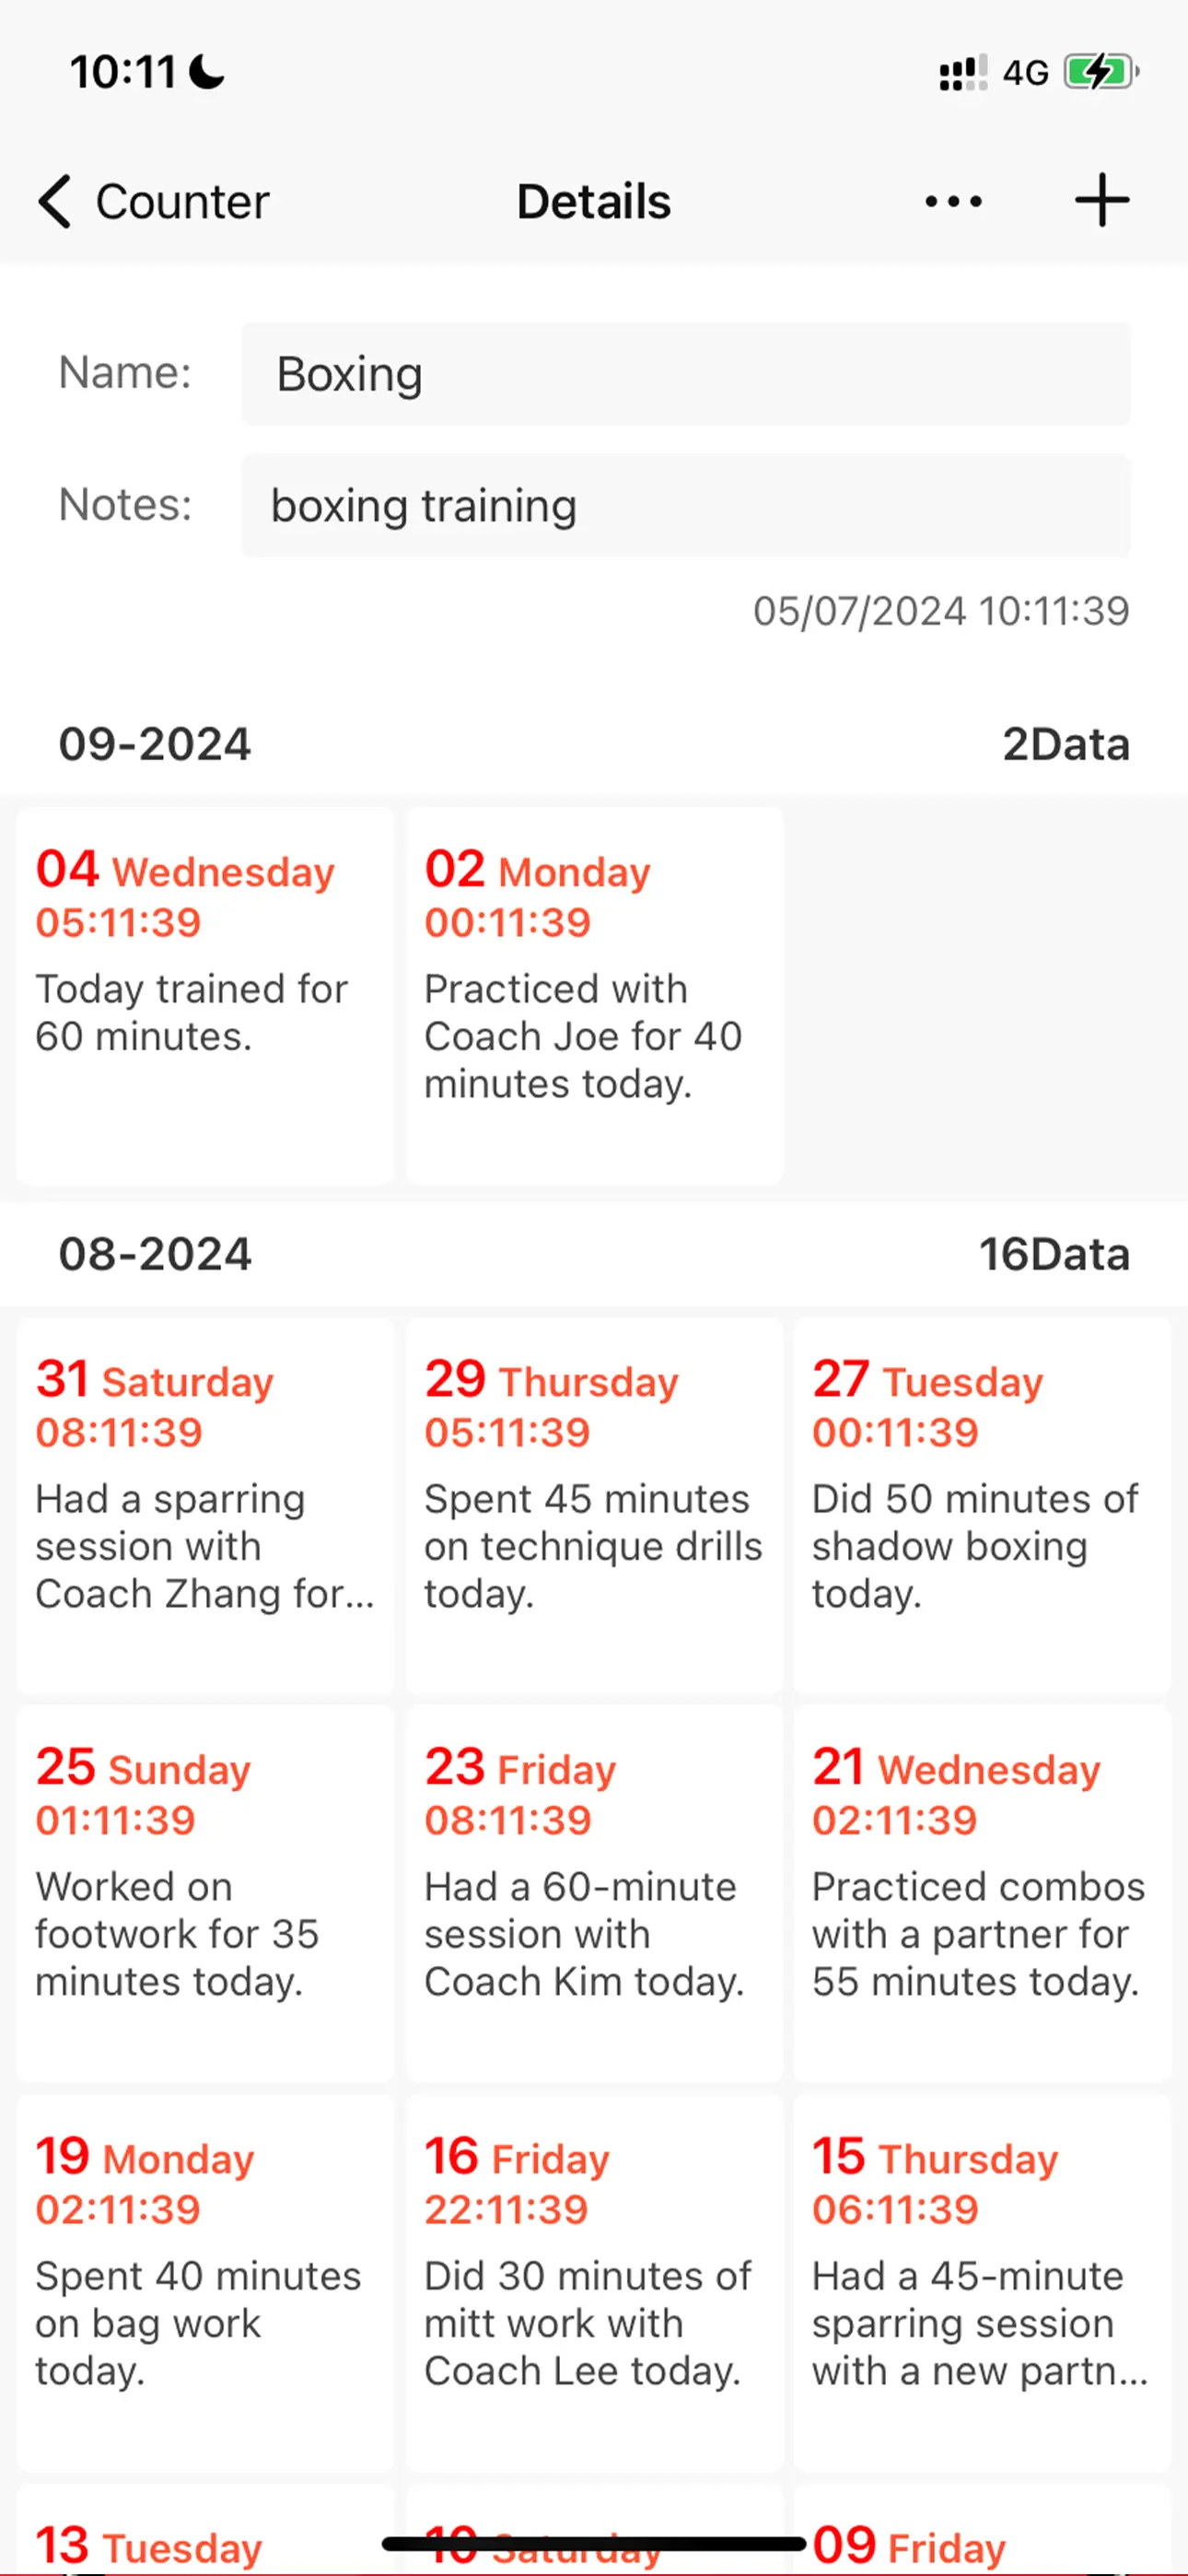 10:11
4G
Counter
Details
Name:
Boxing
Notes:
boxing training
05/07/2024 10:11:39
09-2024
2Data
04 Wednesday
05:11:39
Today trained for
60 minutes.
02 Monday
00:11:39
Practiced with
Coach Joe for 40
minutes today.
08-2024
16Data
31 Saturday
08:11:39
Had a sparring
session with
Coach Zhang for...
29 Thursday
05:11:39
Spent 45 minutes
on technique drills
today.
27 Tuesday
00:11:39
Did 50 minutes of
shadow boxing
today.
25 Sunday
01:11:39
Worked on
footwork for 35
minutes today.
23 Friday
08:11:39
Had a 60-minute
session with
Coach Kim today.
21 Wednesday
02:11:39
Practiced combos
with a partner for
55 minutes today.
19 Monday
02:11:39
Spent 40 minutes
on bag work
today.
16 Friday
22:11:39
Did 30 minutes of
mitt work with
Coach Lee today.
15 Thursday
06:11:39
Had a 45-minute
sparring session
with a new partn...
13 Tuesday
10 Saturday
09 Friday